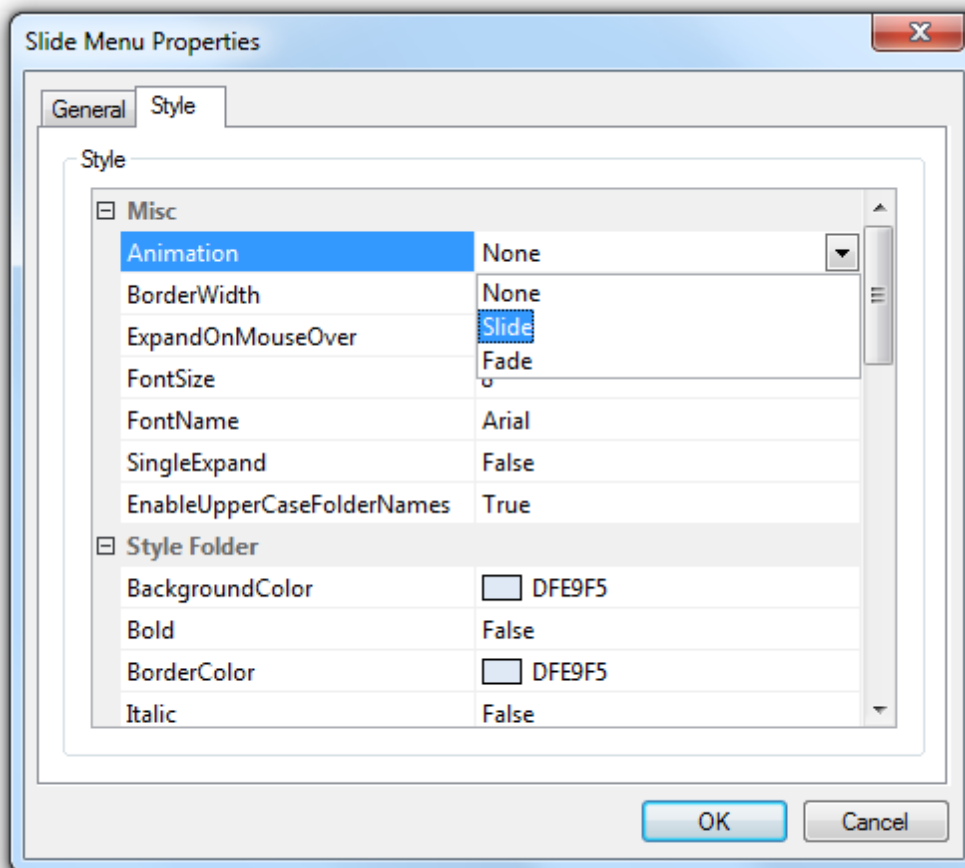 Slide Menu Properties
General Style
Style
Misc
Animation None
None
BorderWidth
Slide
ExpandOnMouseOver
Fade
FontSize
FontName Arial
SingleExpand False
EnableUpperCaseFolderNames True
Style Folder
BackgroundColor DFE9F5
Bold False
BorderColor DFE9F5
Italic False
OK Cancel